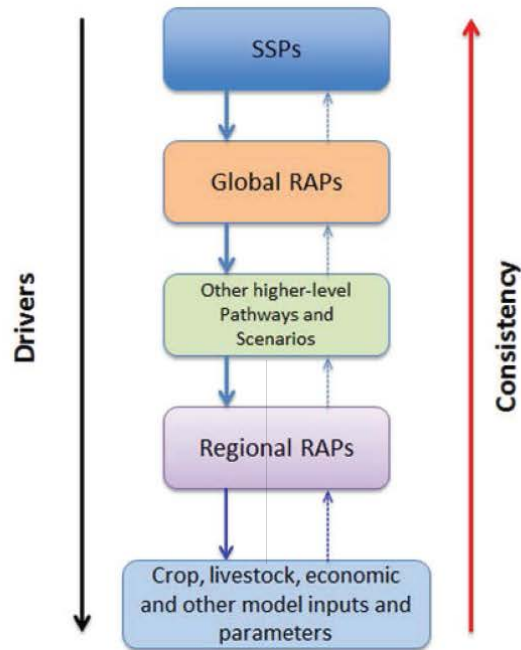 SSPs
Global RAPs
Other higher-level
Pathways and
Scenarios
Regional RAPs
Crop, livestock, economic
and other model inputs and
parameters
Drivers
Consistency